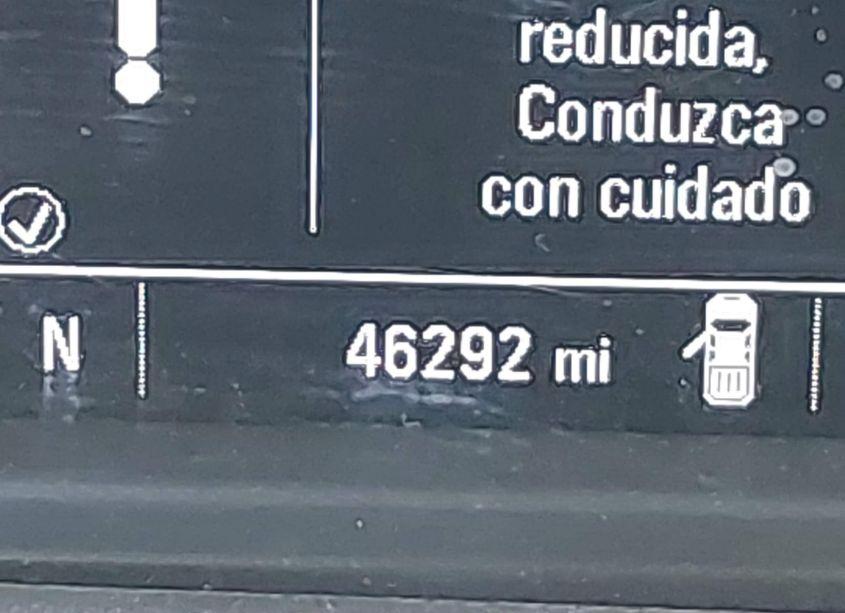 reducida,
Conduzca
con cuidado
N
46292 mi